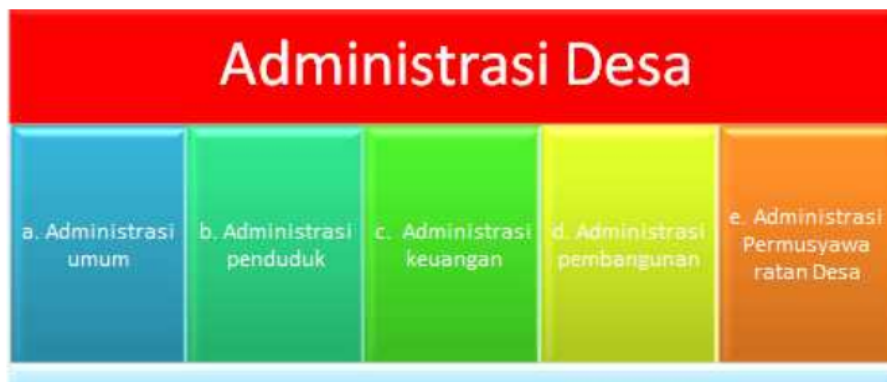 Administrasi Desa
a. Administrasi
umum
b. Administrasi
penduduk
c. Administrasi
keuangan
d. Administrasi
pembangunan
e. Administrasi
Permusyawa
ratan Desa